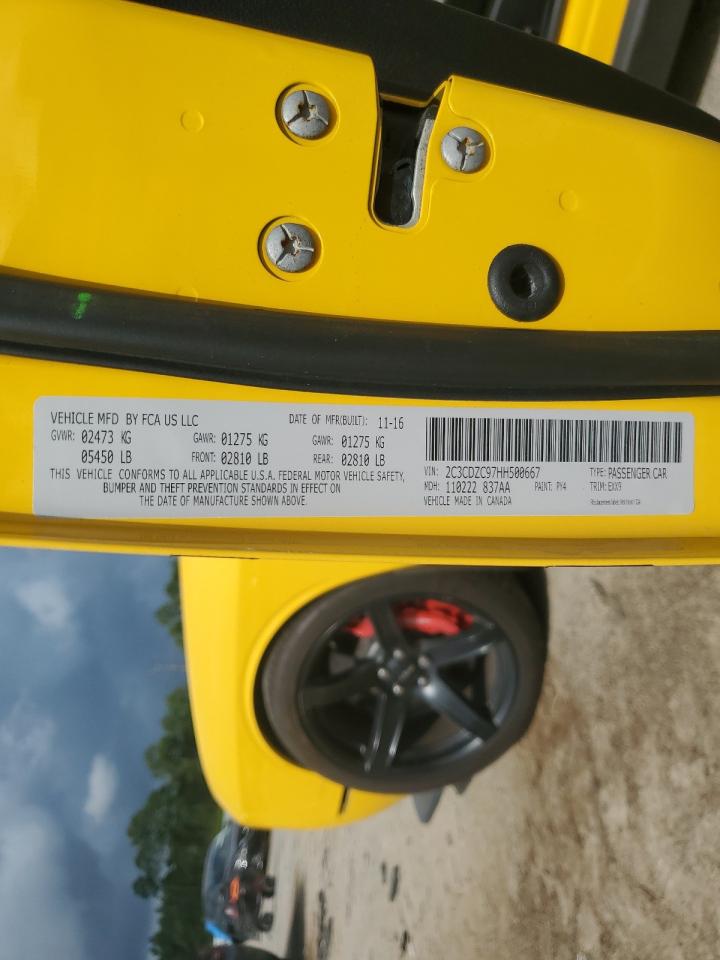 VEHICLE MFD BY FCA US LLC
DATE OF MFR(BUILT): 11-16
GVWR: 02473 KG GAWR: 01275 KG GAWR: 01275 KG
05450 LB FRONT: 02810 LB REAR: 02810 LB
THIS VEHICLE CONFORMS TO ALL APPLICABLE U.S.A. FEDERAL MOTOR VEHICLE SAFETY,
BUMPER AND THEFT PREVENTION STANDARDS IN EFFECT ON
THE DATE OF MANUFACTURE SHOWN ABOVE.
VIN: 2C3CDZC97HH500667 TYPE: PASSENGER CAR
MDH: 110222 837AA PAINT: PY4 TRIM: EXX9
VEHICLE MADE IN CANADA